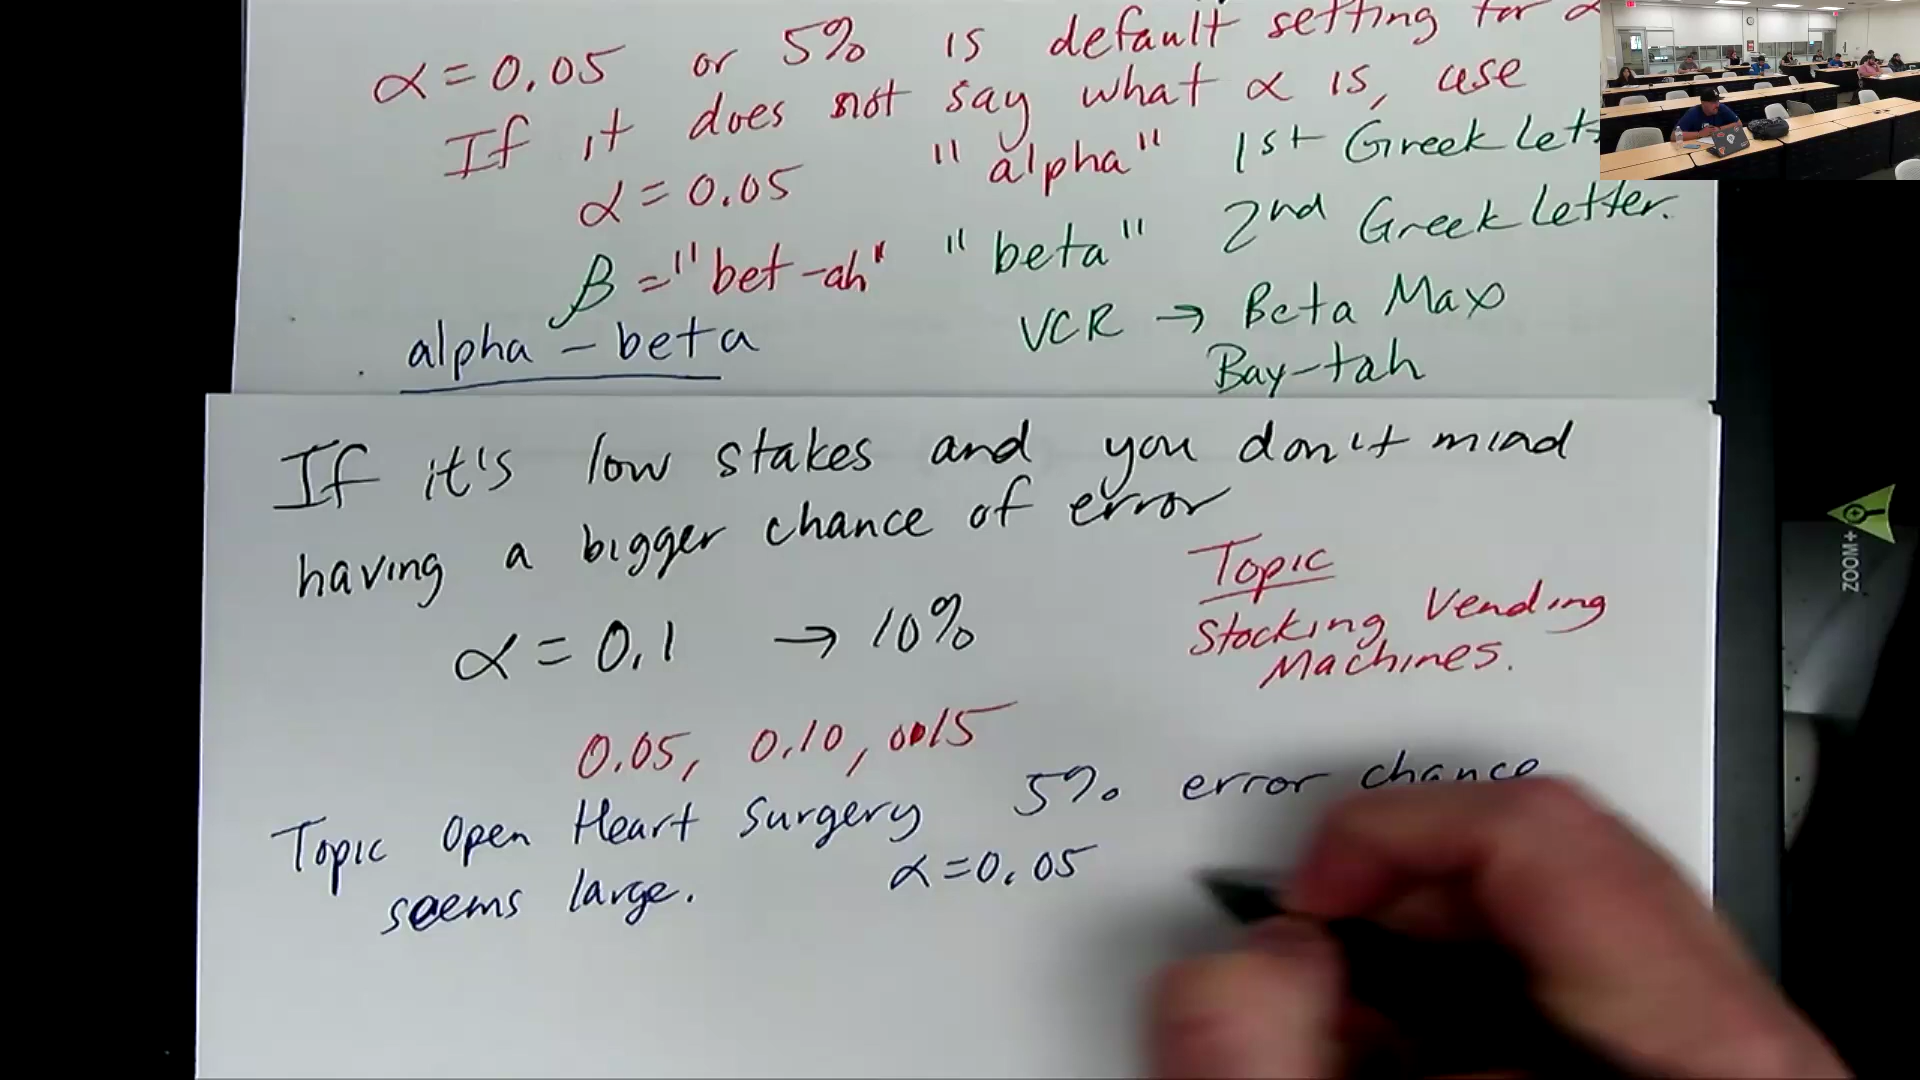 α = 0.05 or 5% is default setting for α
If it does not say what α is, use
α = 0.05 "alpha" 1st Greek Let
β = "bet-ah" "beta" 2nd Greek Letter.
alpha - beta
VCR → Beta Max
Bay-tah
If it's low stakes and you don't mind
having a bigger chance of error
α = 0.1 → 10%
Topic
Stocking Vending
Machines.
0.05, 0.10, 0.15
Topic Open Heart Surgery 5% error chance
seems large. α = 0.05
ZOOM+